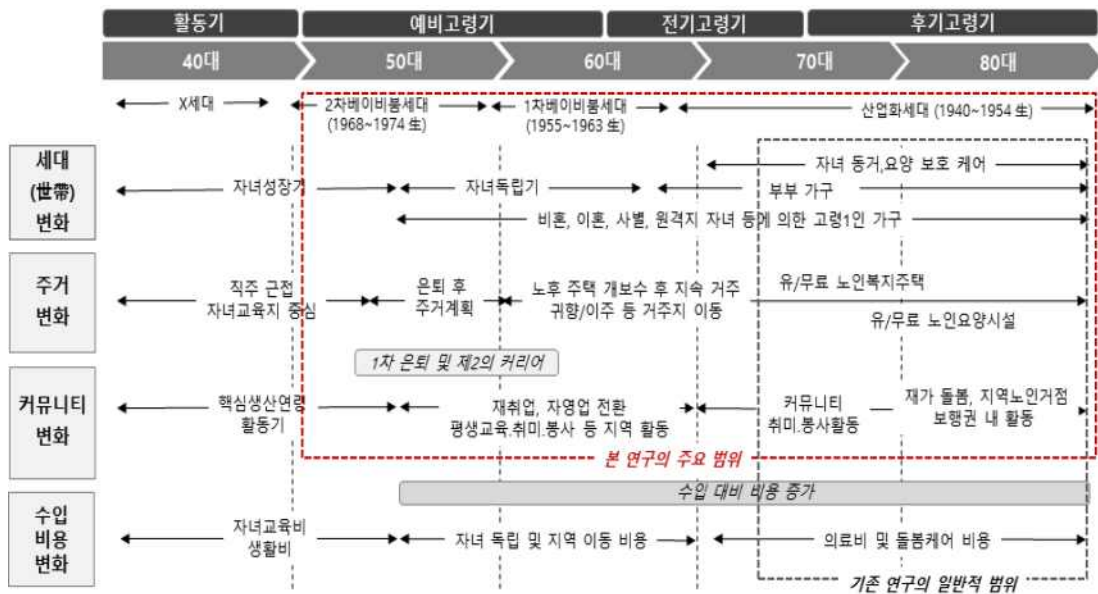 활동기
예비고령기
전기고령기
후기고령기
40대
50대
60대
70대
80대
X세대
2차베이비붐세대
(1968~1974 生)
1차베이비붐세대
(1955~1963 生)
산업화세대 (1940~1954 生)
세대
(世帶)
변화
자녀 동거,요양 보호 케어
자녀성장기
자녀독립기
부부 가구
비혼, 이혼, 사별, 원격지 자녀 등에 의한 고령1인 가구
주거
변화
직주 근접
자녀교육지 중심
은퇴 후
주거계획
노후 주택 개보수 후 지속 거주
귀향/이주 등 거주지 이동
유/무료 노인복지주택
유/무료 노인요양시설
1차 은퇴 및 제2의 커리어
커뮤니티
변화
핵심생산연령
활동기
재취업, 자영업 전환
평생교육.취미.봉사 등 지역 활동
커뮤니티
취미.봉사활동
재가 돌봄, 지역노인거점
보행권 내 활동
본 연구의 주요 범위
수입 대비 비용 증가
수입
비용
변화
자녀교육비
생활비
자녀 독립 및 지역 이동 비용
의료비 및 돌봄케어 비용
기존 연구의 일반적 범위